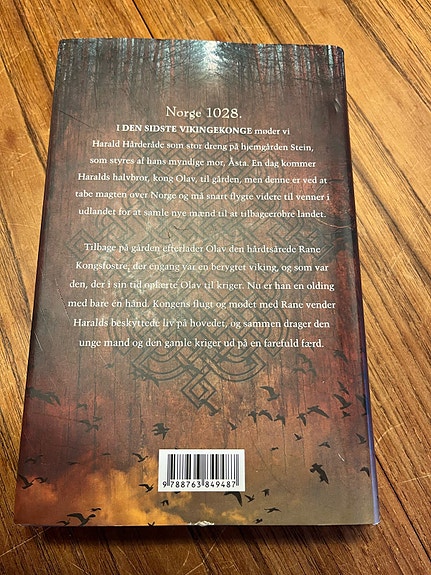 Norge 1028.
I DEN SIDSTE VIKINGEKONGE møder vi
Harald Hårderåde som stor dreng på hjemgården Stein,
som styres af hans myndige mor, Åsta. En dag kommer
Haralds halvbror, kong Olav, til gården, men denne er ved at
tabe magten over Norge og må snart flygte videre til venner i
udlandet for at samle nye mænd til at tilbageerobre landet.
Tilbage på gården efterlader Olav den hårdtsårede Rane
Kongsfostre, der engang var en berygtet viking, og som var
den, der i sin tid oplærte Olav til kriger. Nu er han en olding
med bare én hånd. Kongens flugt og mødet med Rane vender
Haralds beskyttede liv på hovedet, og sammen drager den
unge mand og den gamle kriger ud på en farefuld færd.
9 788763 849487